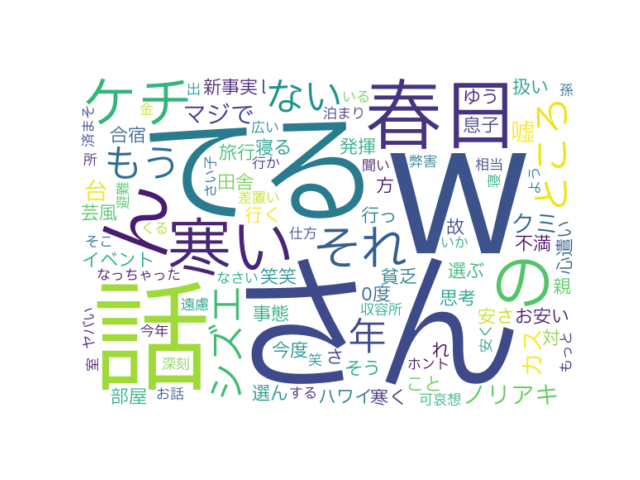 ケチ
てる
ない
春日
w
さん
話
ん
寒い
それ
の
ところ
もう
シズエ
年
マジで
新事実
l
出
いる
泊まり
ゆう
扱い
孫
息子
嘘
金
済まそ
合宿
広い
旅行
寝る
発揮
聞い
弊害
相当
寝
よう
所
避難
台
芸風
田舎
さい子
行か
差置い
方
行く
くる
行っ
故
クミ
心遣い
そこ
イベント
仕方
いか
不満
親
なっちゃった
なさい
笑笑
貧乏
選ぶ
0度
思考
収容所
ヤバい
室
今年
遠慮
事態
安さ
お安い
対
もっと
深刻
お話
今度
笑
さ
そう
れ
ホント
カス
安く
部屋
選ん
する
ハワイ
寒く
こと
可哀想
ノリアキ